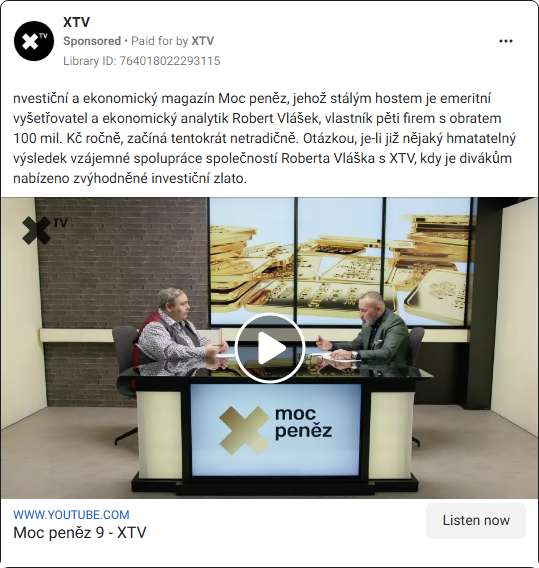 XTV
Sponsored • Paid for by XTV
Library ID: 764018022293115
nvestiční a ekonomický magazín Moc peněz, jehož stálým hostem je emeritní
vyšetřovatel a ekonomický analytik Robert Vlášek, vlastník pěti firem s obratem
100 mil. Kč ročně, začíná tentokrát netradičně. Otázkou, je-li již nějaký hmatatelný
výsledek vzájemné spolupráce společností Roberta Vláška s XTV, kdy je divákům
nabízeno zvýhodněné investiční zlato.
XTV
moc
peněz
WWW.YOUTUBE.COM
Moc peněz 9 - XTV
Listen now